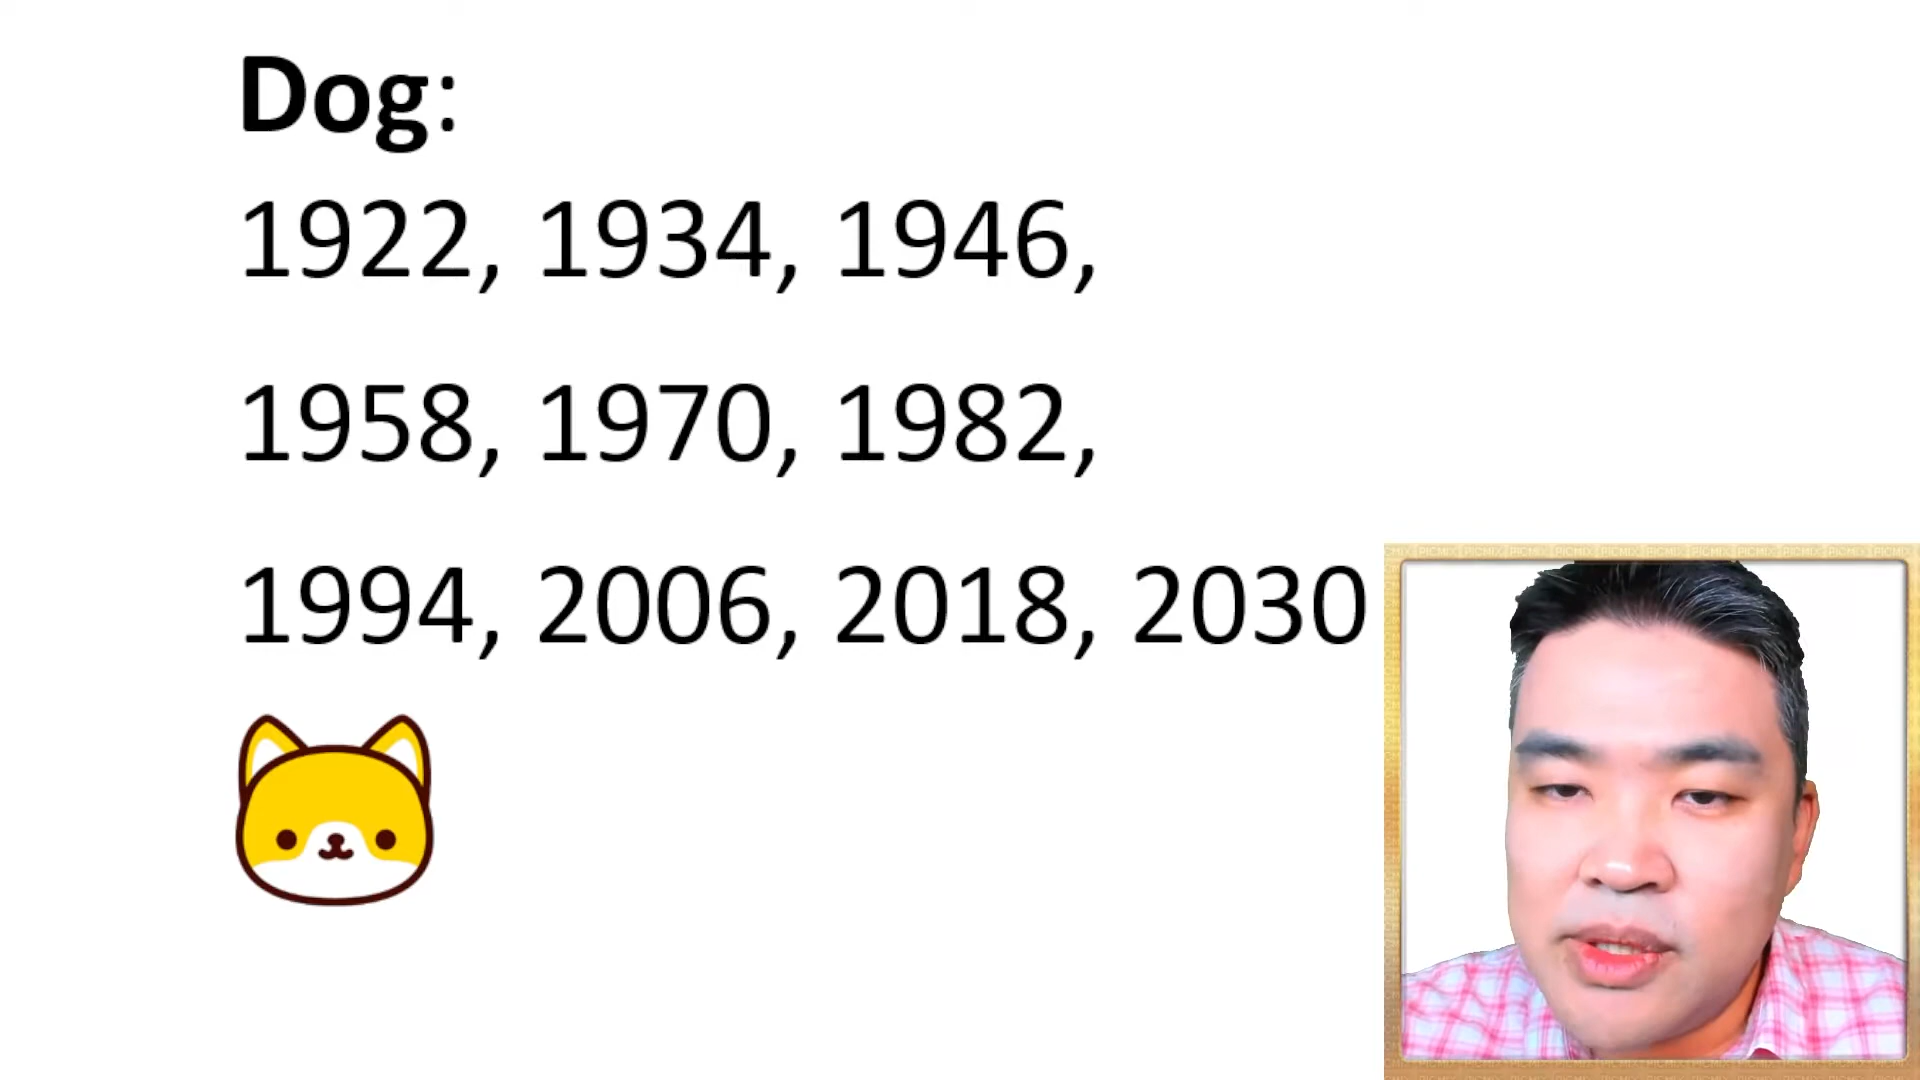 Dog:
1922, 1934, 1946,
1958, 1970, 1982,
1994, 2006, 2018, 2030